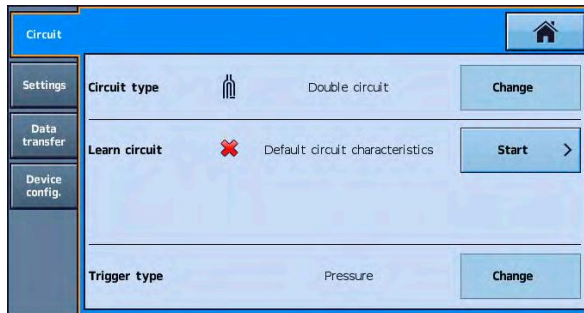 Circuit
Settings
Circuit type Double circuit Change
Data
transfer
Learn circuit Default circuit characteristics Start >
Device
config.
Trigger type Pressure Change